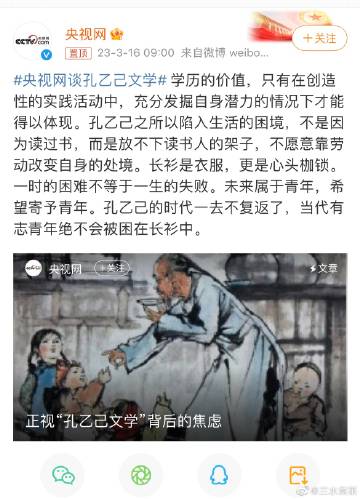 央视网
置顶 23-3-16 09:00 来自微博 weibo...
+关注
#央视网谈孔乙己文学# 学历的价值，只有在创造
性的实践活动中，充分发掘自身潜力的情况下才能
得以体现。孔乙己之所以陷入生活的困境，不是因
为读过书，而是放不下读书人的架子，不愿意靠劳
动改变自身的处境。长衫是衣服，更是心头枷锁。
一时的困难不等于一生的失败。未来属于青年，希
望寄予青年。孔乙己的时代一去不复返了，当代有
志青年绝不会被困在长衫中。
央视网 +关注
文章
正视“孔乙己文学”背后的焦虑